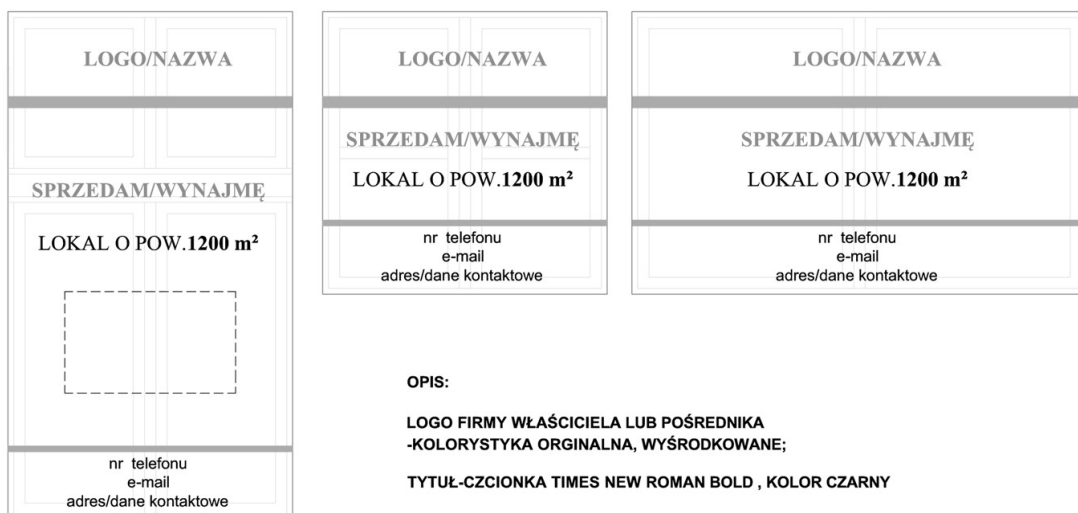 LOGO/NAZWA
SPRZEDAM/WYNAJMĘ
LOKAL O POW.1200 m²
nr telefonu
e-mail
adres/dane kontaktowe
LOGO/NAZWA
SPRZEDAM/WYNAJMĘ
LOKAL O POW.1200 m²
nr telefonu
e-mail
adres/dane kontaktowe
LOGO/NAZWA
SPRZEDAM/WYNAJMĘ
LOKAL O POW.1200 m²
nr telefonu
e-mail
adres/dane kontaktowe
OPIS:
LOGO FIRMY WŁAŚCICIELA LUB POŚREDNIKA
-KOLORYSTYKA ORGINALNA, WYŚRODKOWANE;
TYTUŁ-CZCIONKA TIMES NEW ROMAN BOLD , KOLOR CZARNY